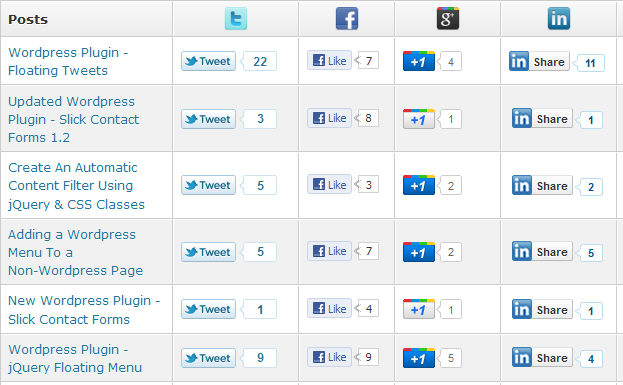 Posts
Wordpress Plugin -
Floating Tweets
Tweet 22 Like 7 +1 4 in Share 11
Updated Wordpress
Plugin - Slick Contact
Forms 1.2
Tweet 3 Like 8 +1 1 in Share 1
Create An Automatic
Content Filter Using
jQuery & CSS Classes
Tweet 5 Like 3 +1 2 in Share 2
Adding a Wordpress
Menu To a
Non-Wordpress Page
Tweet 5 Like 7 +1 2 in Share 5
New Wordpress Plugin -
Slick Contact Forms
Tweet 1 Like 4 +1 1 in Share 1
Wordpress Plugin -
jQuery Floating Menu
Tweet 9 Like 9 +1 5 in Share 4